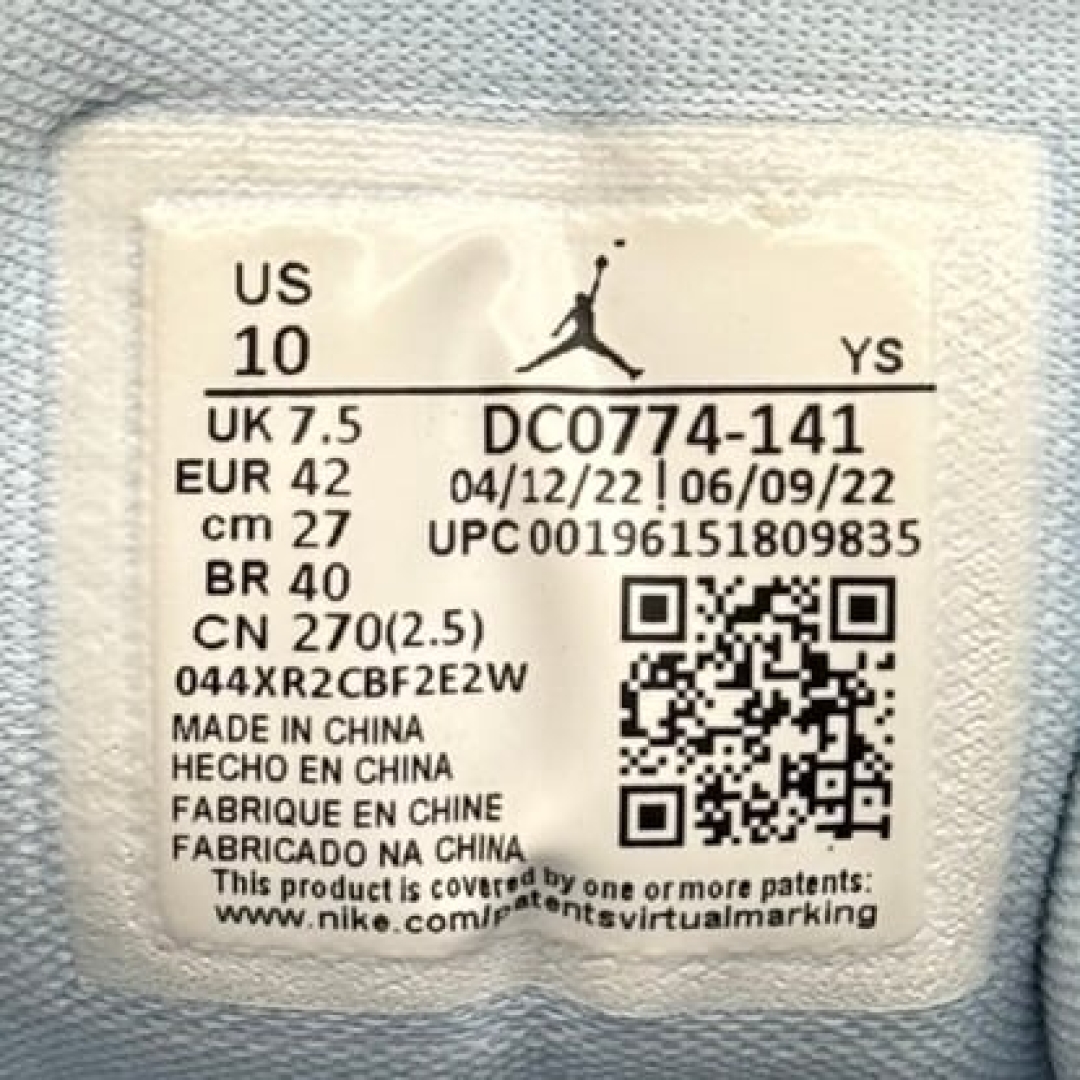 US
10
YS
UK 7.5
DC0774-141
EUR 42
04/12/22 | 06/09/22
cm 27
UPC 00196151809835
BR 40
CN 270(2.5)
044XR2CBF2E2W
MADE IN CHINA
HECHO EN CHINA
FABRIQUE EN CHINE
FABRICADO NA CHINA
This product is covered by one or more patents:
www.nike.com/patentsvirtualmarking